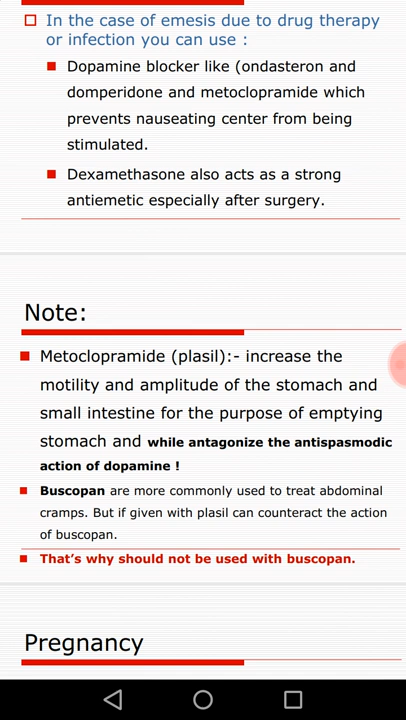 In the case of emesis due to drug therapy
or infection you can use :
Dopamine blocker like (ondasteron and
domperidone and metoclopramide which
prevents nauseating center from being
stimulated.
Dexamethasone also acts as a strong
antiemetic especially after surgery.
Note:
Metoclopramide (plasil):- increase the
motility and amplitude of the stomach and
small intestine for the purpose of emptying
stomach and while antagonize the antispasmodic
action of dopamine !
Buscopan are more commonly used to treat abdominal
cramps. But if given with plasil can counteract the action
of buscopan.
That's why should not be used with buscopan.
Pregnancy